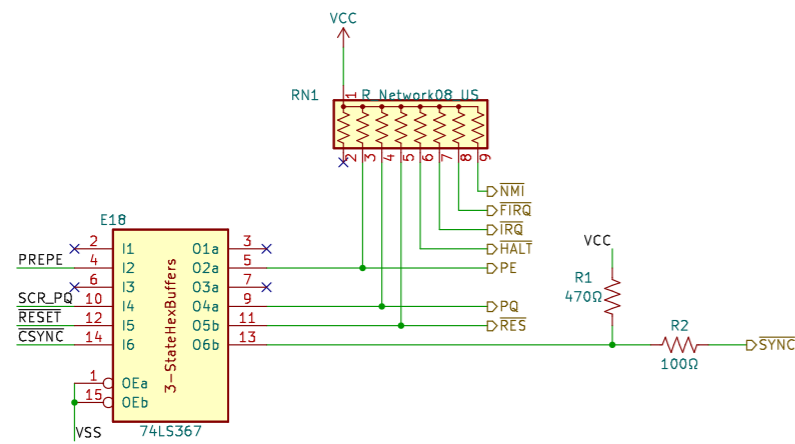 VCC
RN1
R_Network08_US
1
2 3 4 5 6 7 8 9
NMI
FIRQ
IRQ
HALT
PE
PQ
RES
E18
3-StateHexBuffers
2 I1 O1a 3
PREPE 4 I2 O2a 5
6 I3 O3a 7
SCR_PQ 10 I4 O4a 9
RESET 12 I5 O5b 11
CSYNC 14 I6 O6b 13
1 OEa
15 OEb
VSS
74LS367
VCC
R1
470Ω
R2
100Ω
SYNC